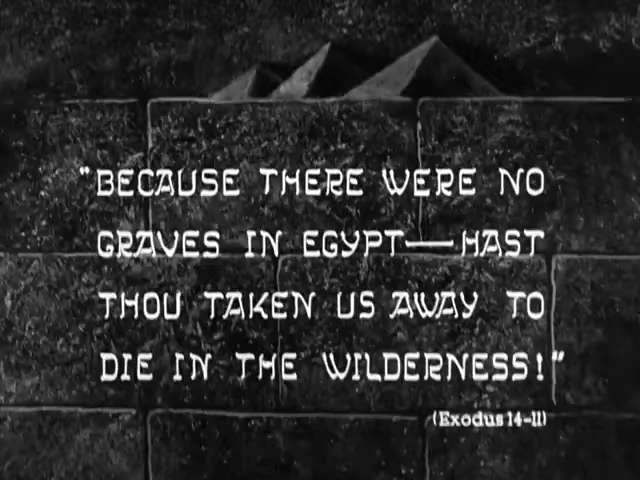 "BECAUSE THERE WERE NO
GRAVES IN EGYPT—HAST
THOU TAKEN US AWAY TO
DIE IN THE WILDERNESS!"
(Exodus 14-11)